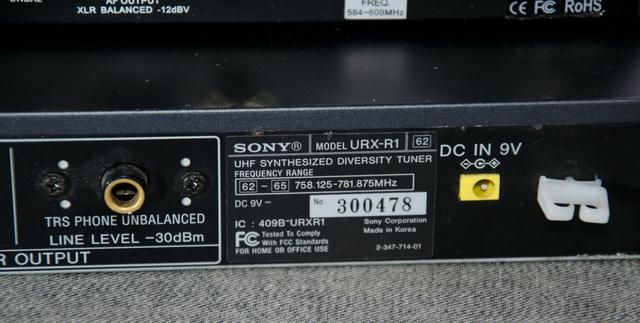 UNBAL
AF OUTPUT
XLR BALANCED -12dBV
FREQ.
584-608MHz
CE FC RoHS
SONY® MODEL URX-R1 62
UHF SYNTHESIZED DIVERSITY TUNER
FREQUENCY RANGE
62 - 65 758.125-781.875MHz
DC 9V No. 300478
IC : 409B-URXR1 Sony Corporation
Made in Korea
FC Tested To Comply
With FCC Standards
FOR HOME OR OFFICE USE 2-347-714-01
DC IN 9V
TRS PHONE UNBALANCED
LINE LEVEL -30dBm
R OUTPUT